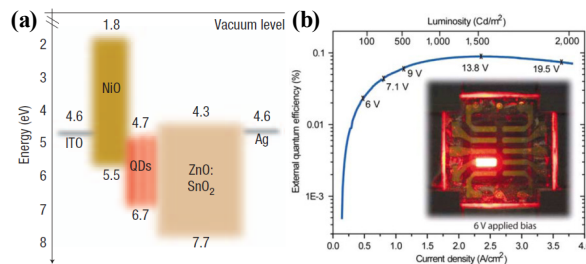 (a)
Vacuum level
1.8
2
3
4
5
6
7
8
Energy (eV)
NiO
4.6
ITO
5.5
4.7
QDs
6.7
4.3
ZnO:
SnO2
7.7
4.6
Ag
(b)
Luminosity (Cd/m2)
100 500 1,000 1,500 2,000
External quantum efficiency (%)
0.1
0.01
1E-3
6 V
7.1 V
9 V
13.8 V
19.5 V
6 V applied bias
0.0 0.5 1.0 1.5 2.0 2.5 3.0 3.5 4.0
Current density (A/cm2)